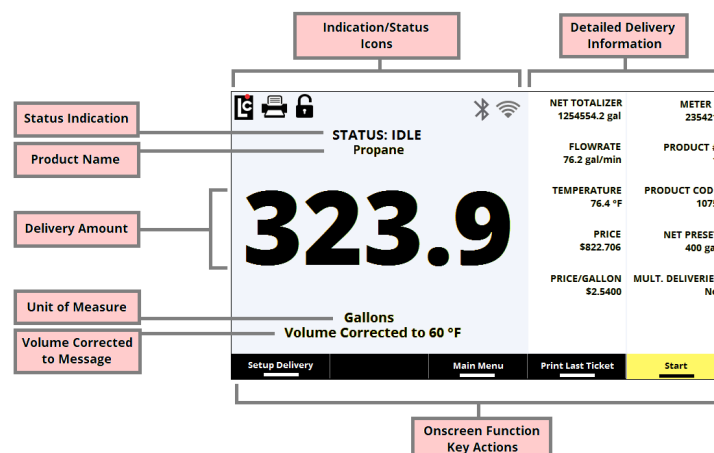 Indication/Status
Icons
Detailed Delivery
Information
Status Indication
Product Name
Delivery Amount
Unit of Measure
Volume Corrected
to Message
LC
STATUS: IDLE
Propane
323.9
Gallons
Volume Corrected to 60 °F
NET TOTALIZER
1254554.2 gal
FLOWRATE
76.2 gal/min
TEMPERATURE
76.4 °F
PRICE
$822.706
PRICE/GALLON
$2.5400
METER
23542
PRODUCT
PRODUCT COD
107
NET PRESE
400 ga
MULT. DELIVERIE
N
Setup Delivery
Main Menu
Print Last Ticket
Start
Onscreen Function
Key Actions